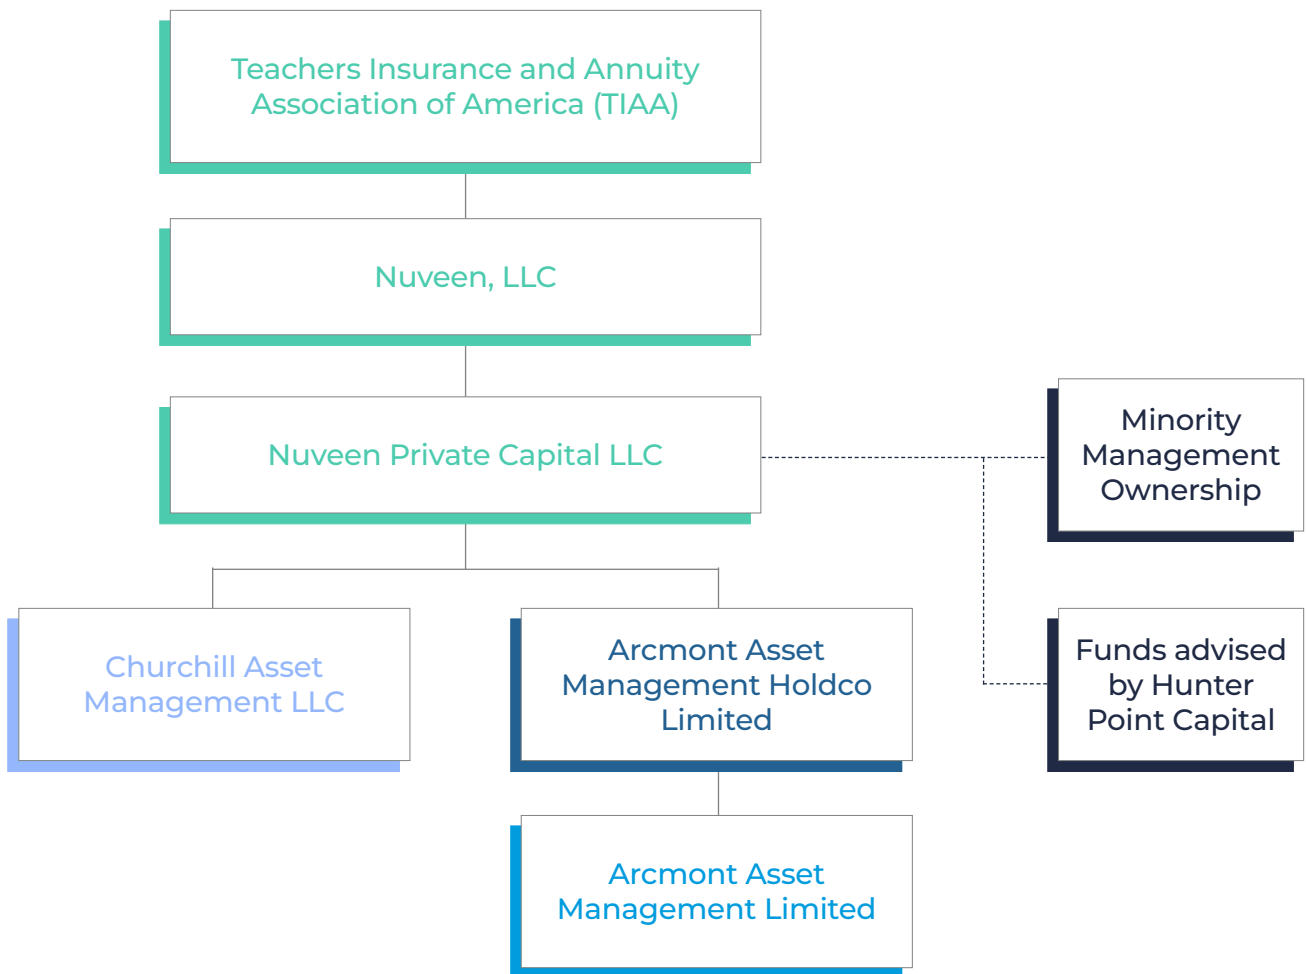 Teachers Insurance and Annuity
Association of America (TIAA)
Nuveen, LLC
Nuveen Private Capital LLC
Minority
Management
Ownership
Churchill Asset
Management LLC
Arcmont Asset
Management Holdco
Limited
Funds advised
by Hunter
Point Capital
Arcmont Asset
Management Limited